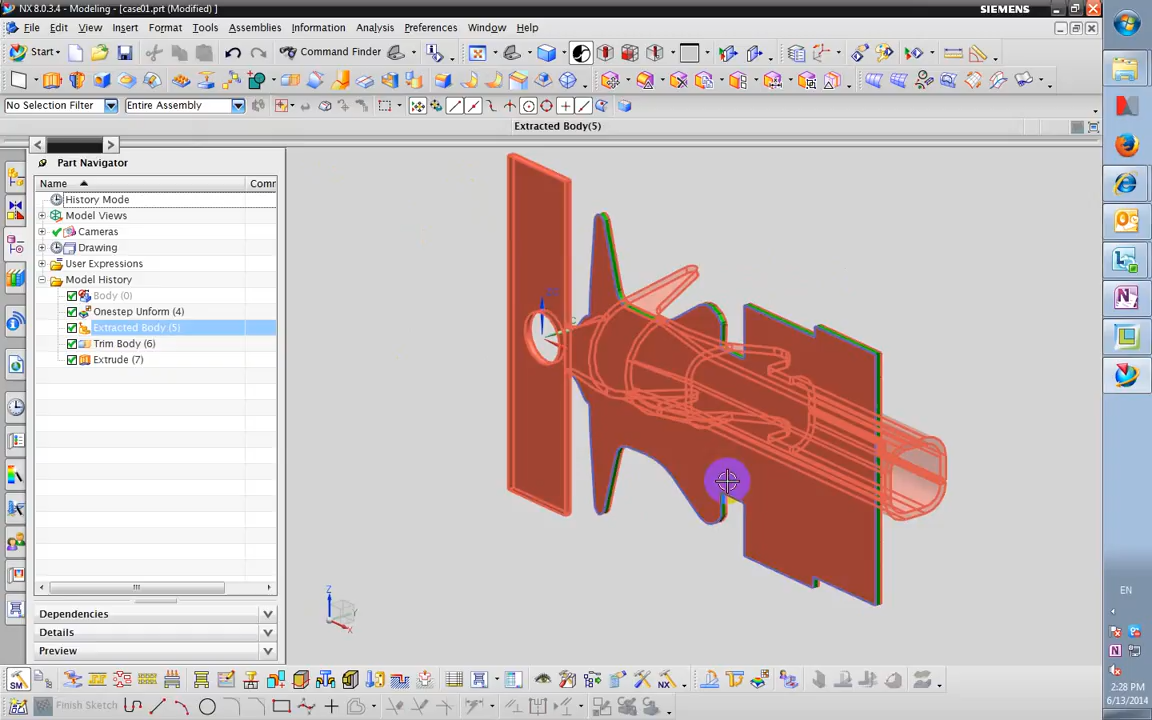 NX 8.0.3.4 - Modeling - [case01.prt (Modified) ]
SIEMENS
File Edit View Insert Format Tools Assemblies Information Analysis Preferences Window Help
Start
Command Finder
No Selection Filter
Entire Assembly
Extracted Body(5)
Part Navigator
Name
Comr
History Mode
Model Views
Cameras
Drawing
User Expressions
Model History
Body (0)
Onestep Unform (4)
Extracted Body (5)
Trim Body (6)
Extrude (7)
Dependencies
Details
Preview
Z
X
EN
2:28 PM
6/13/2014
SM
NX
Finish Sketch